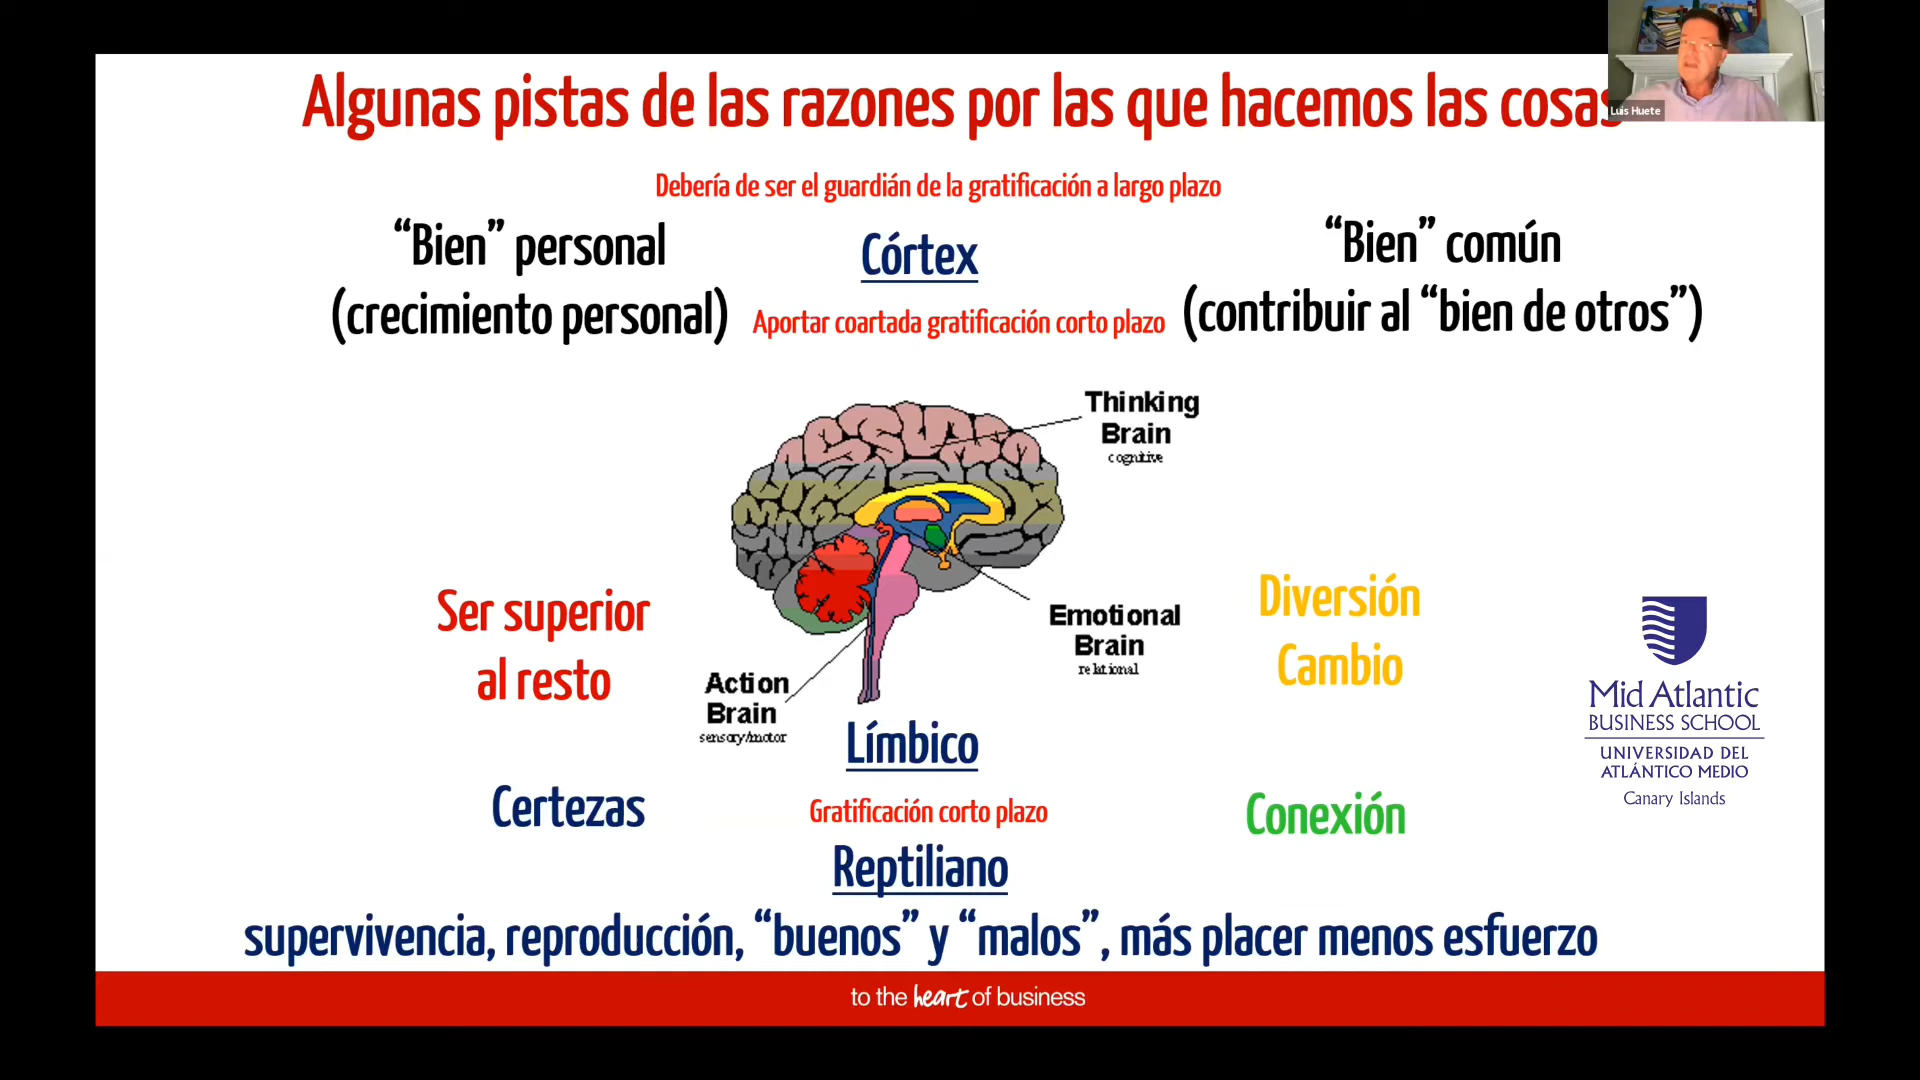 Algunas pistas de las razones por las que hacemos las cosas
Luis Huete
Debería de ser el guardián de la gratificación a largo plazo
“Bien” personal
(crecimiento personal)
Córtex
Aportar coartada gratificación corto plazo
“Bien” común
(contribuir al “bien de otros”)
Thinking
Brain
cognitive
Ser superior
al resto
Emotional
Brain
relational
Diversión
Cambio
Action
Brain
sensory/motor
Límbico
Certezas
Gratificación corto plazo
Conexión
Reptiliano
supervivencia, reproducción, “buenos” y “malos”, más placer menos esfuerzo
Mid Atlantic
BUSINESS SCHOOL
UNIVERSIDAD DEL
ATLÁNTICO MEDIO
Canary Islands
to the heart of business